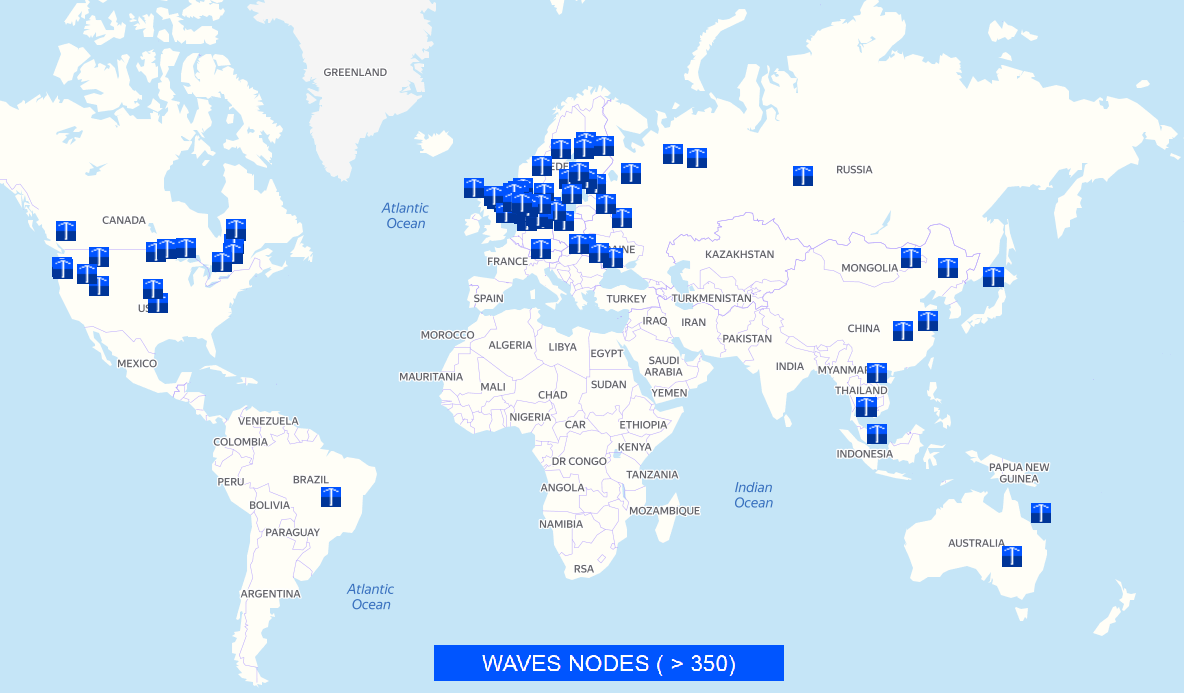 GREENLAND
RUSSIA
EDE
CANADA
Atlantic
Ocean
INE
FRANCE
KAZAKHSTAN
MONGOLIA
SPAIN
TURKEY
TURKMENISTAN
US
MOROCCO
ALGERIA
LIBYA
EGYPT
IRAQ
IRAN
PAKISTAN
CHINA
MEXICO
MAURITANIA
MALI
CHAD
SUDAN
SAUDI
ARABIA
YEMEN
INDIA
MYANMAR
THAILAND
VENEZUELA
COLOMBIA
NIGERIA
CAR
ETHIOPIA
KENYA
INDONESIA
PERU
BRAZIL
DR CONGO
TANZANIA
PAPUA NEW
GUINEA
BOLIVIA
ANGOLA
MOZAMBIQUE
Indian
Ocean
PARAGUAY
NAMIBIA
AUSTRALIA
RSA
ARGENTINA
Atlantic
Ocean
WAVES NODES ( > 350)